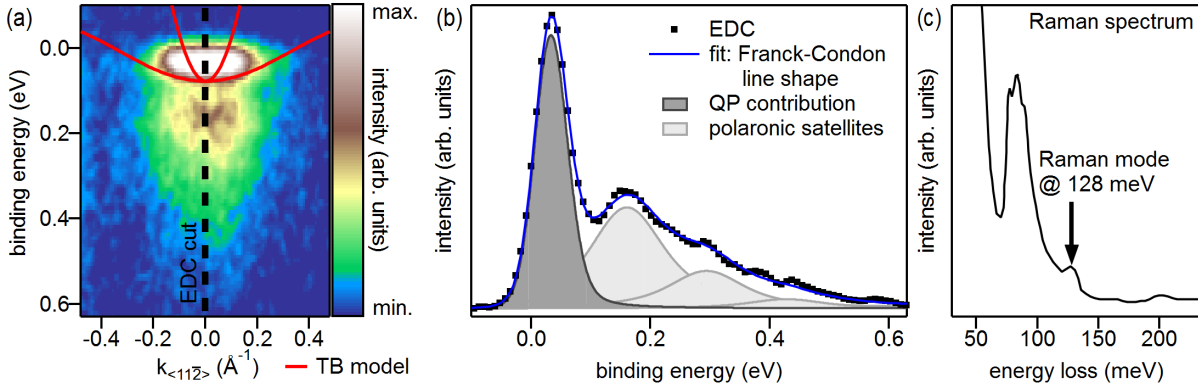 (a)
max.
0.0
0.2
0.4
0.6
binding energy (eV)
EDC cut
intensity (arb. units)
min.
-0.4 -0.2 0.0 0.2 0.4
k<112̅> (Å⁻¹)
TB model
(b)
EDC
fit: Franck-Condon
line shape
QP contribution
polaronic satellites
intensity (arb. units)
0.0 0.2 0.4 0.6
binding energy (eV)
(c)
Raman spectrum
Raman mode
@ 128 meV
intensity (arb. units)
50 100 150 200
energy loss (meV)